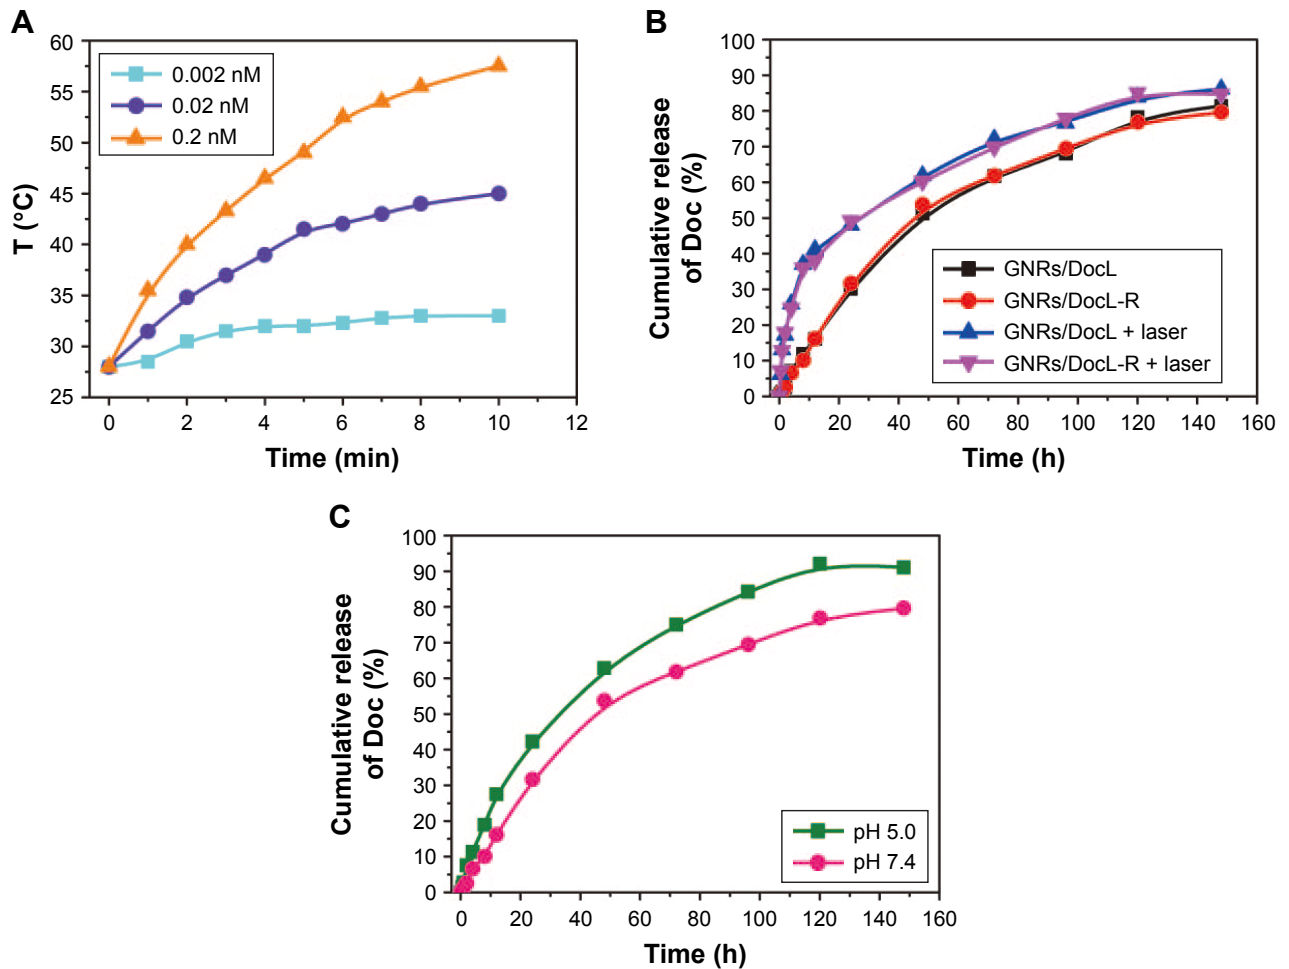 A
60
55
50
45
40
35
30
25
T (°C)
0.002 nM
0.02 nM
0.2 nM
0 2 4 6 8 10 12
Time (min)
B
100
90
80
70
60
50
40
30
20
10
0
Cumulative release
of Doc (%)
GNRs/DocL
GNRs/DocL-R
GNRs/DocL + laser
GNRs/DocL-R + laser
0 20 40 60 80 100 120 140 160
Time (h)
C
100
90
80
70
60
50
40
30
20
10
0
Cumulative release
of Doc (%)
pH 5.0
pH 7.4
0 20 40 60 80 100 120 140 160
Time (h)